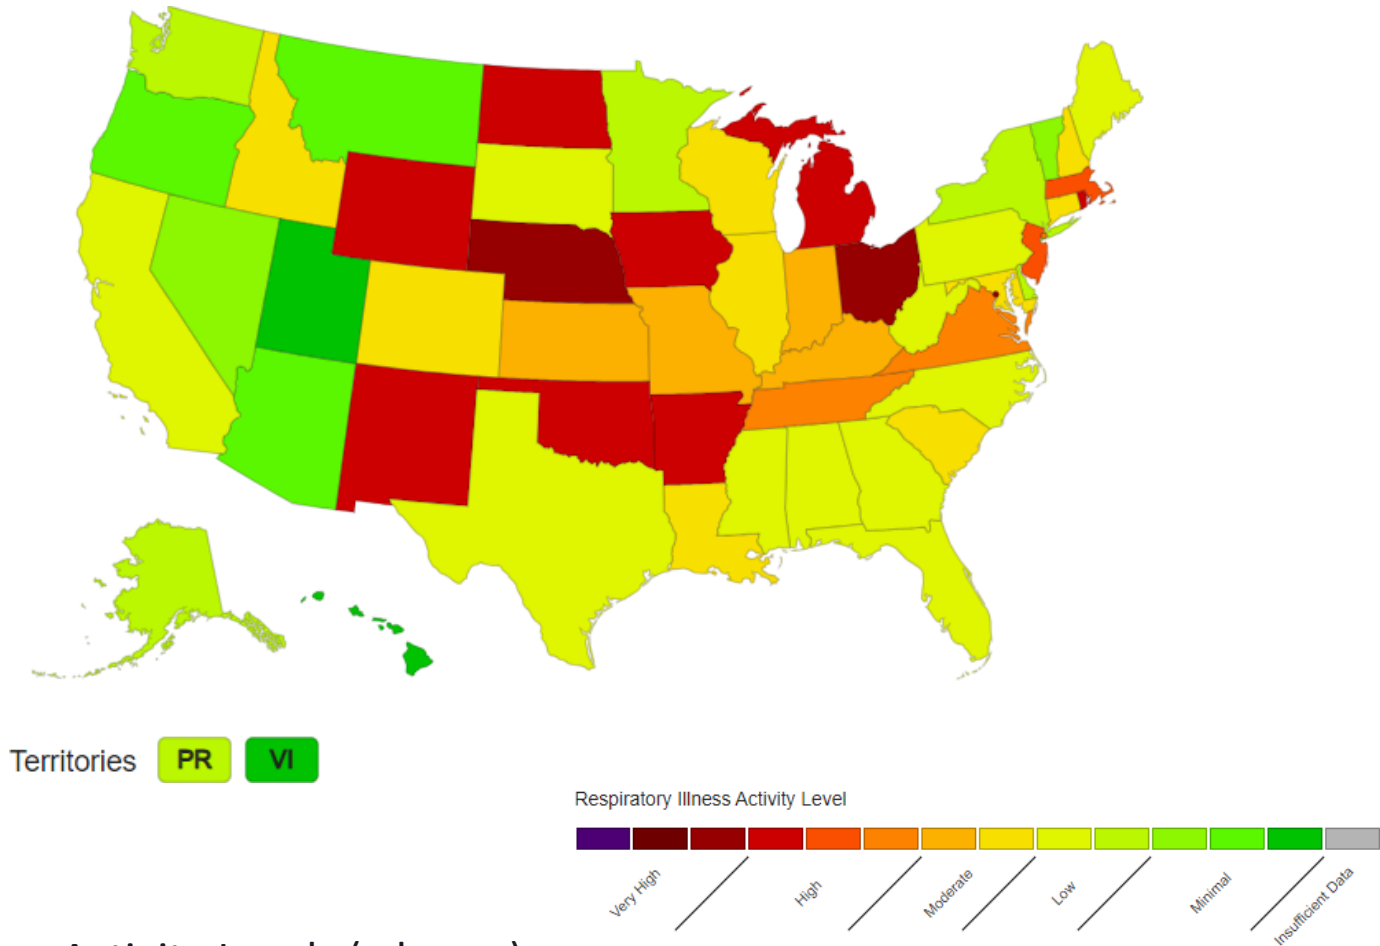 Territories PR VI
Respiratory Illness Activity Level
Very High
High
Moderate
Low
Minimal
Insufficient Data